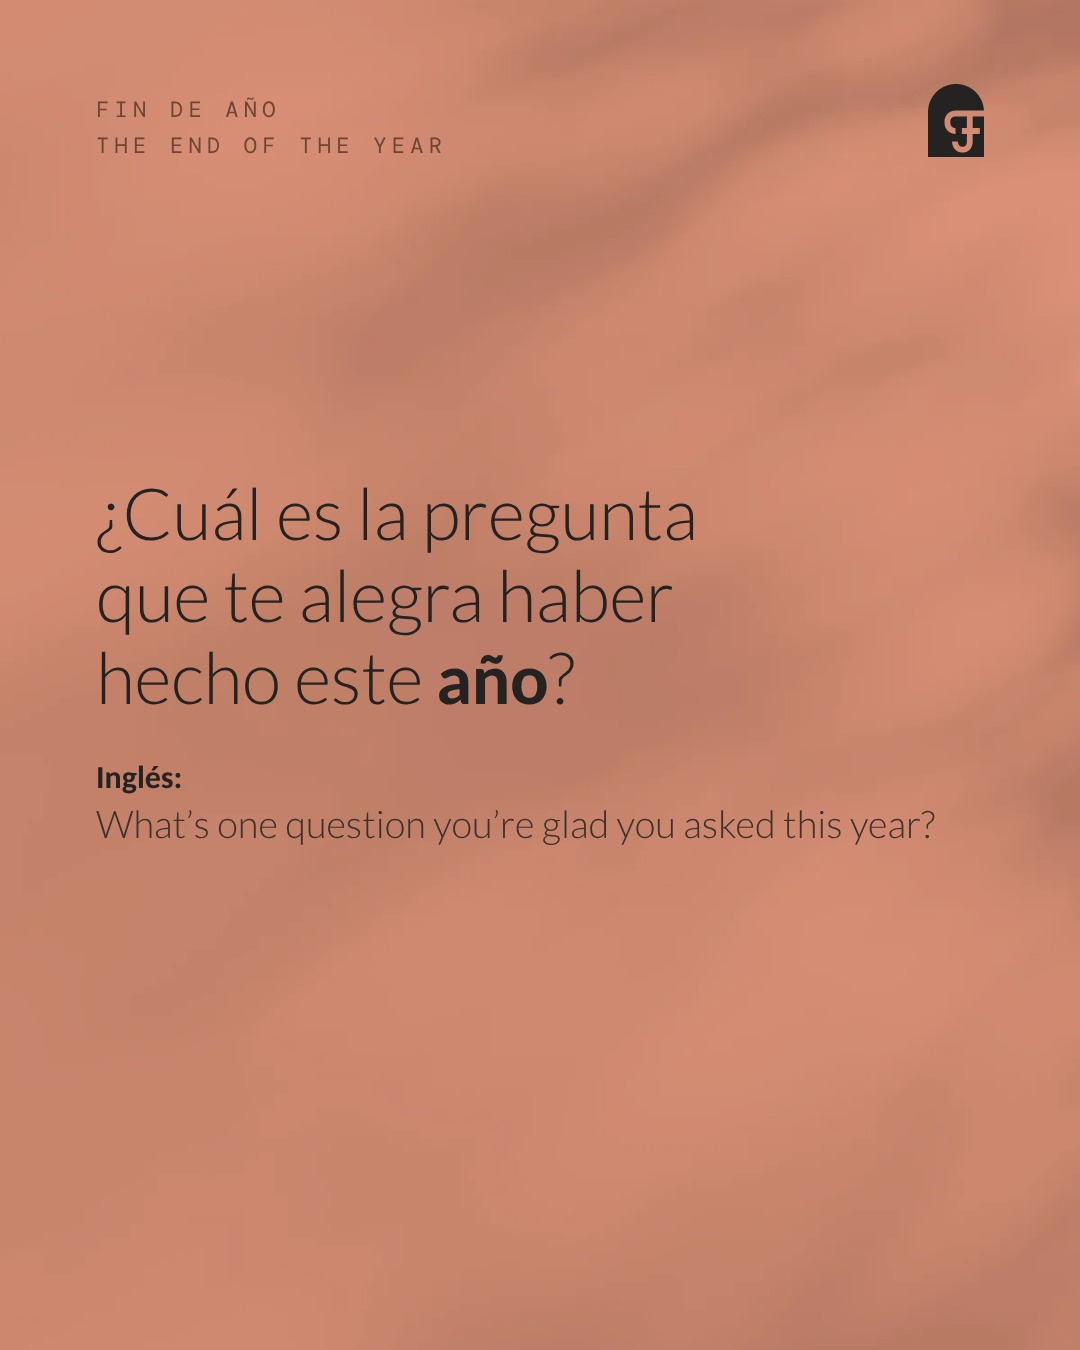 FIN DE AÑO
THE END OF THE YEAR
¿Cuál es la pregunta
que te alegra haber
hecho este año?
Inglés:
What’s one question you’re glad you asked this year?